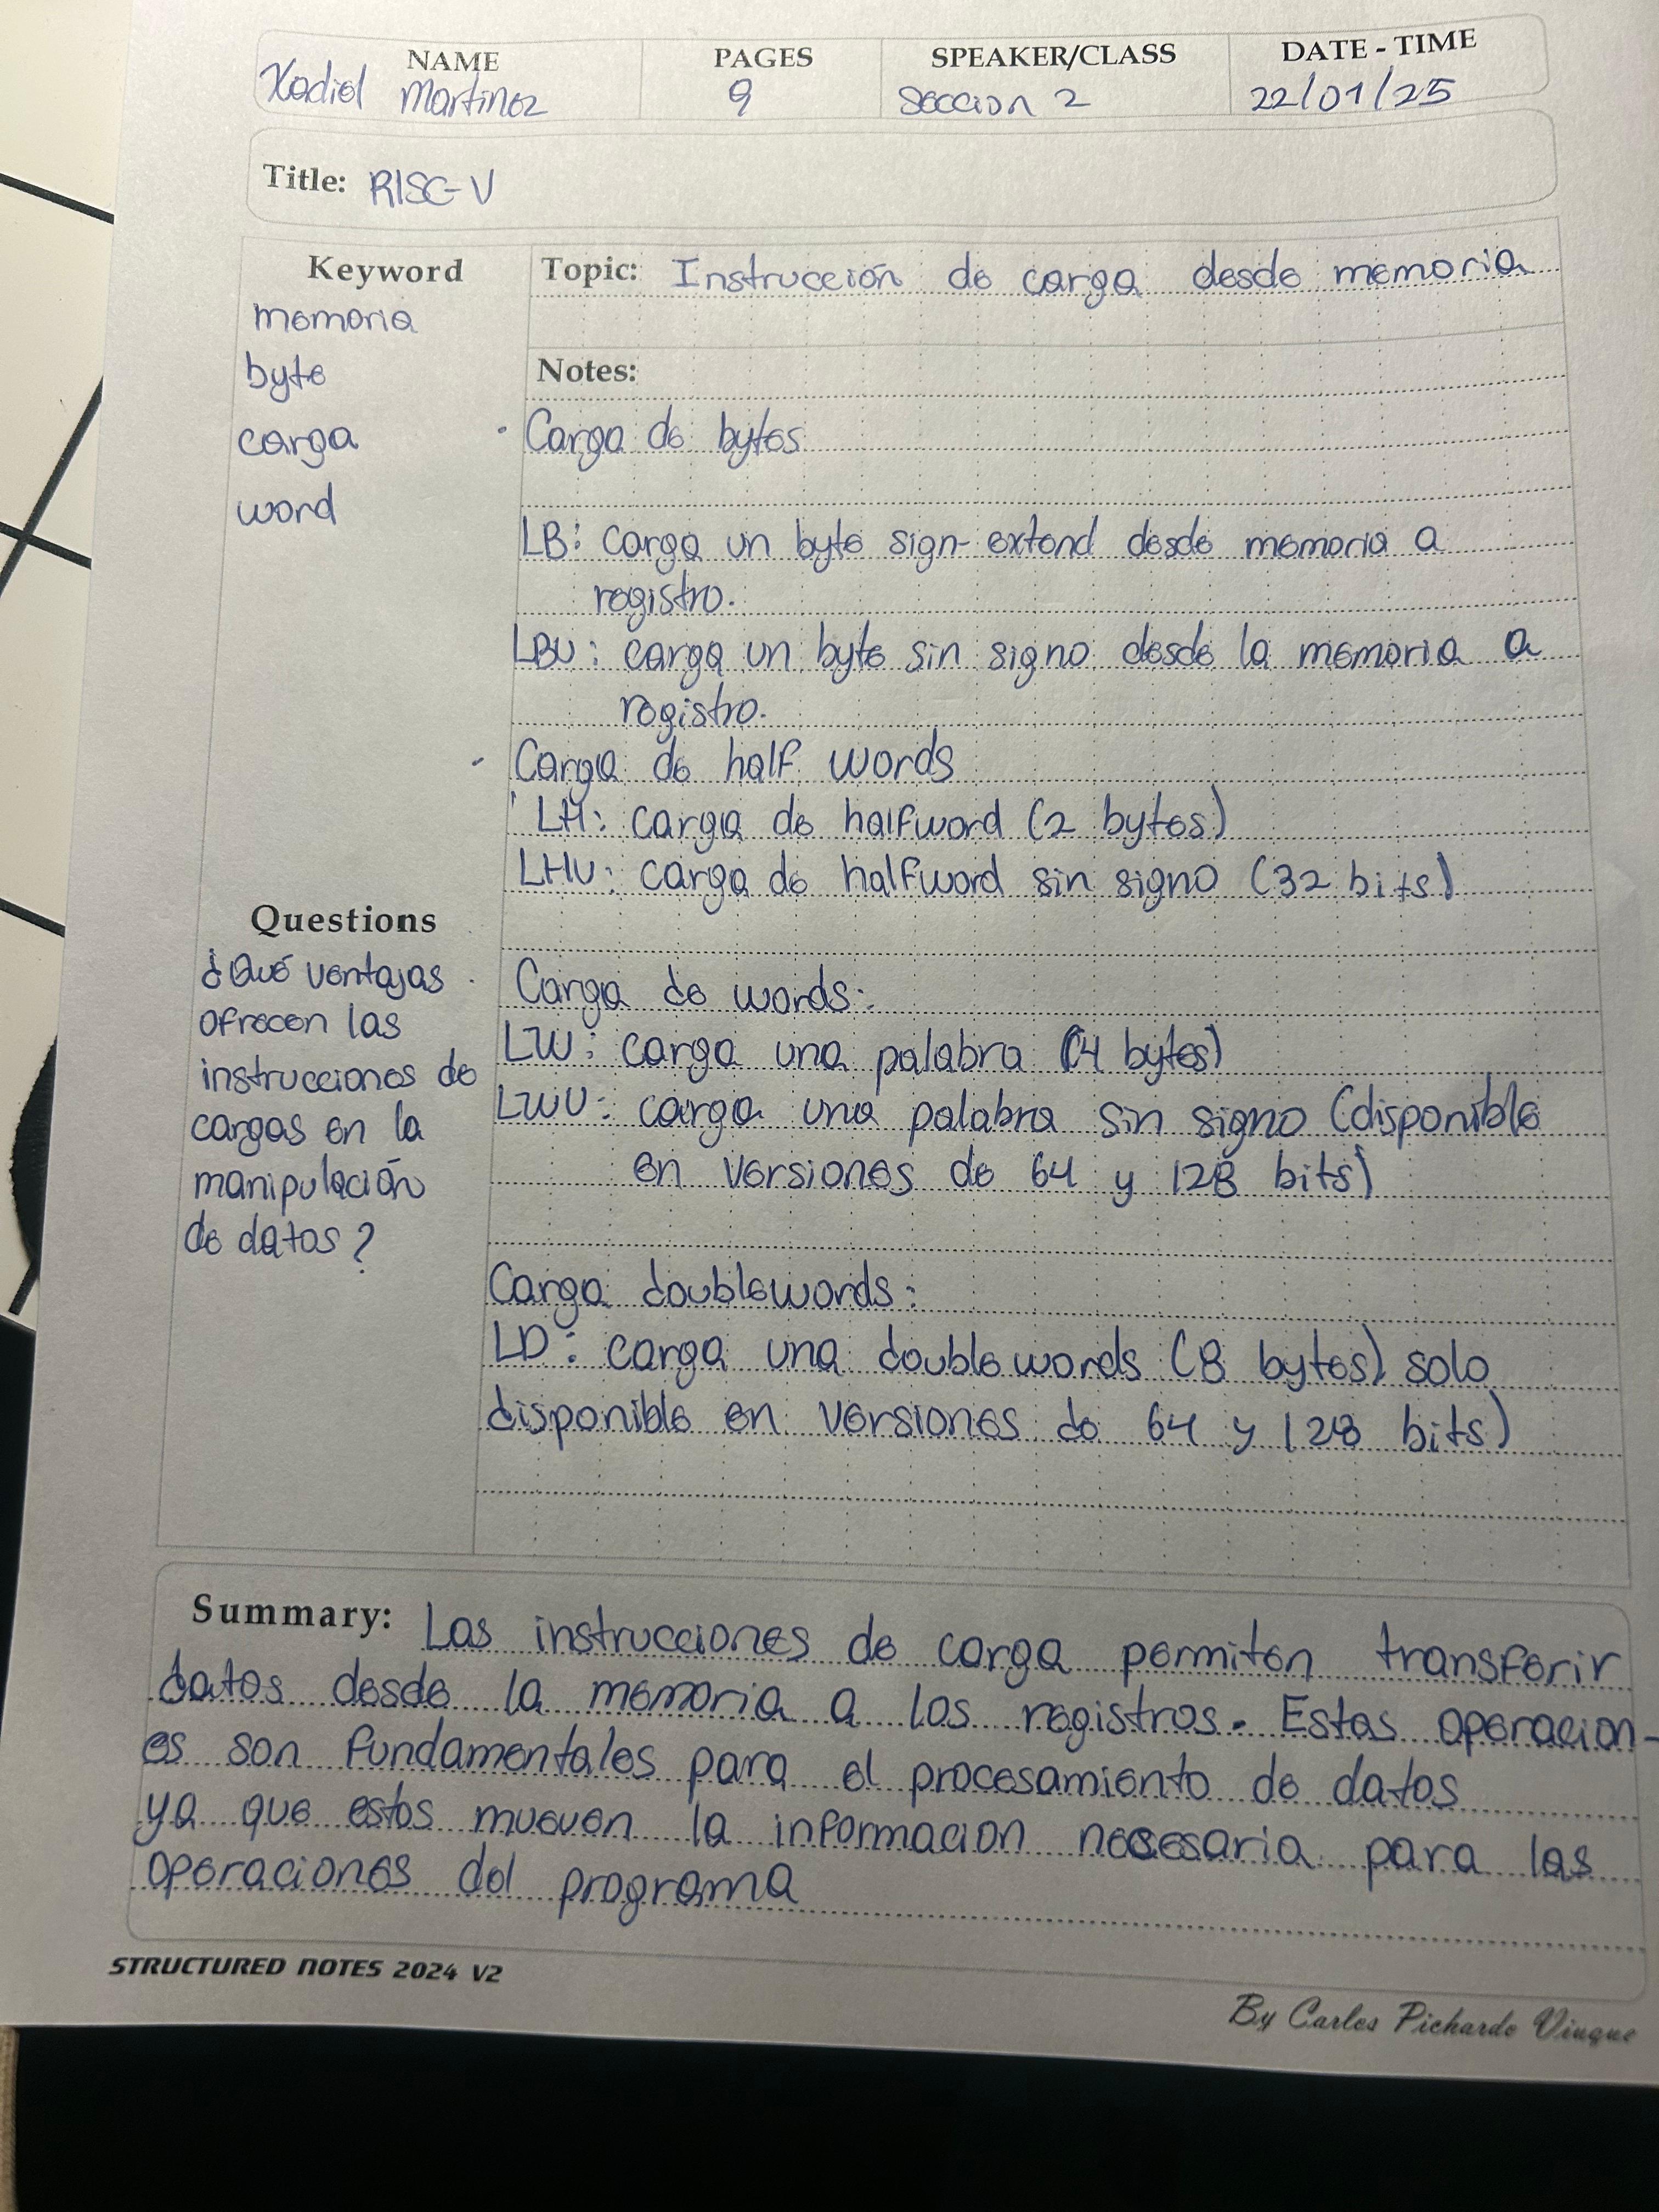 NAME PAGES SPEAKER/CLASS DATE - TIME
Xadiel Martinez 9 Seccion 2 22/01/25
Title: RISC-V
Keyword
memoria
byte
carga
word
Topic: Instrucción de carga desde memoria
Notes:
· Carga de bytes
LB: carga un byte sign-extend desde memoria a
registro.
LBU: carga un byte sin signo desde la memoria a
registro.
- Carga de half words
LH: carga de halfword (2 bytes)
LHU: carga de halfword sin signo (32 bits)
Questions
¿Qué ventajas
ofrecen las
instrucciones de
cargas en la
manipulación
de datos?
· Carga de words:
LW: carga una palabra (4 bytes)
LWU: carga una palabra sin signo (disponible
en versiones de 64 y 128 bits)
Carga doublewords:
LD: carga una doublewords (8 bytes) solo
disponible en versiones de 64 y 128 bits)
Summary: Las instrucciones de carga permiten transferir
datos desde la memoria a los registros. Estas operacion-
es son fundamentales para el procesamiento de datos
ya que estos mueven la informacion necesaria para las
operaciones del programa
STRUCTURED NOTES 2024 V2
By Carlos Pichardo Viuque